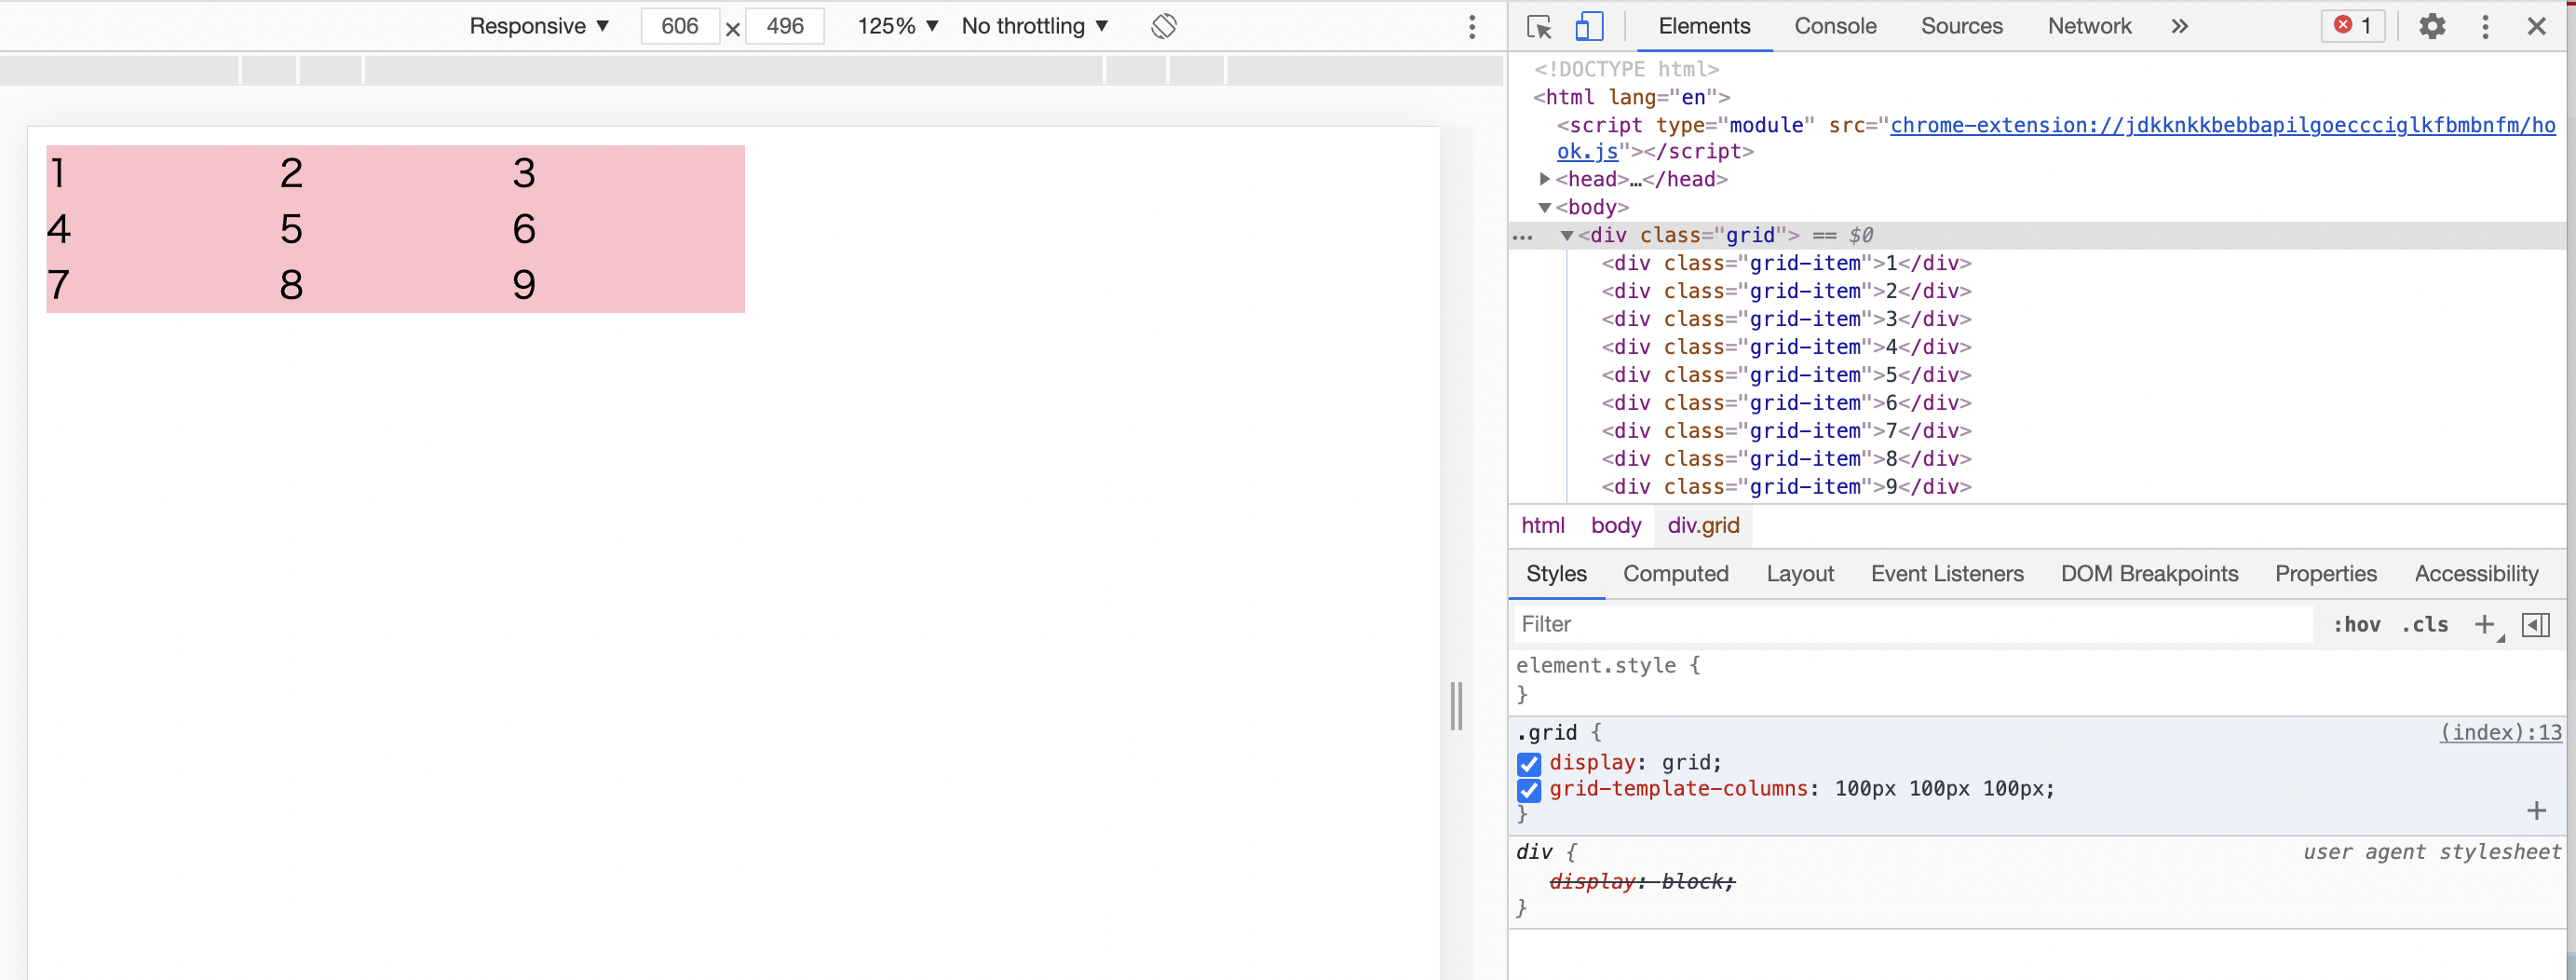 Responsive ▼ 606 × 496 125% ▼ No throttling ▼
1 2 3
4 5 6
7 8 9
Elements Console Sources Network » 1
<!DOCTYPE html>
<html lang="en">
<script type="module" src="chrome-extension://jdkknkkbebbapilgoeccciglkfbmbnfm/ho
ok.js"></script>
▶<head>…</head>
▼<body>
… ▼<div class="grid"> == $0
<div class="grid-item">1</div>
<div class="grid-item">2</div>
<div class="grid-item">3</div>
<div class="grid-item">4</div>
<div class="grid-item">5</div>
<div class="grid-item">6</div>
<div class="grid-item">7</div>
<div class="grid-item">8</div>
<div class="grid-item">9</div>
html body div.grid
Styles Computed Layout Event Listeners DOM Breakpoints Properties Accessibility
Filter :hov .cls +
element.style {
}
.grid { (index):13
display: grid;
grid-template-columns: 100px 100px 100px;
}
div { user agent stylesheet
display: block;
}